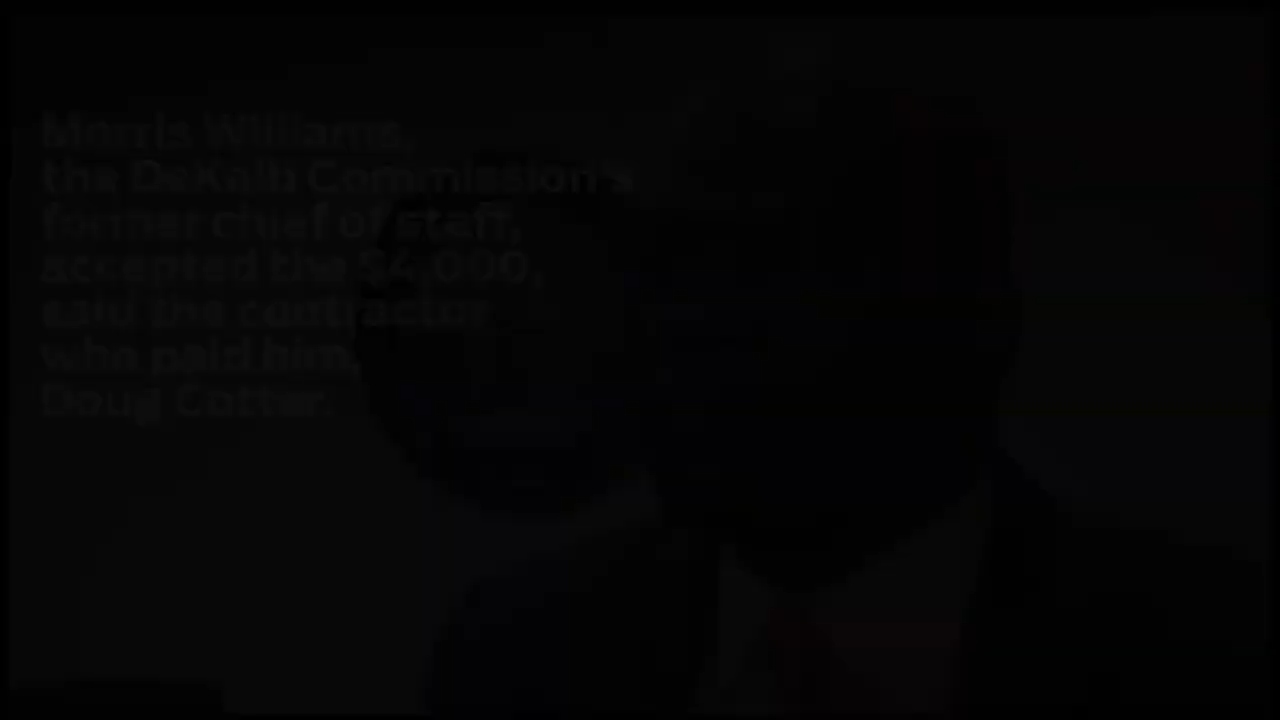 Morris Williams,
the DeKalb Commission's
former chief of staff,
accepted the $4,000,
said the contractor
who paid him,
Doug Cotter.